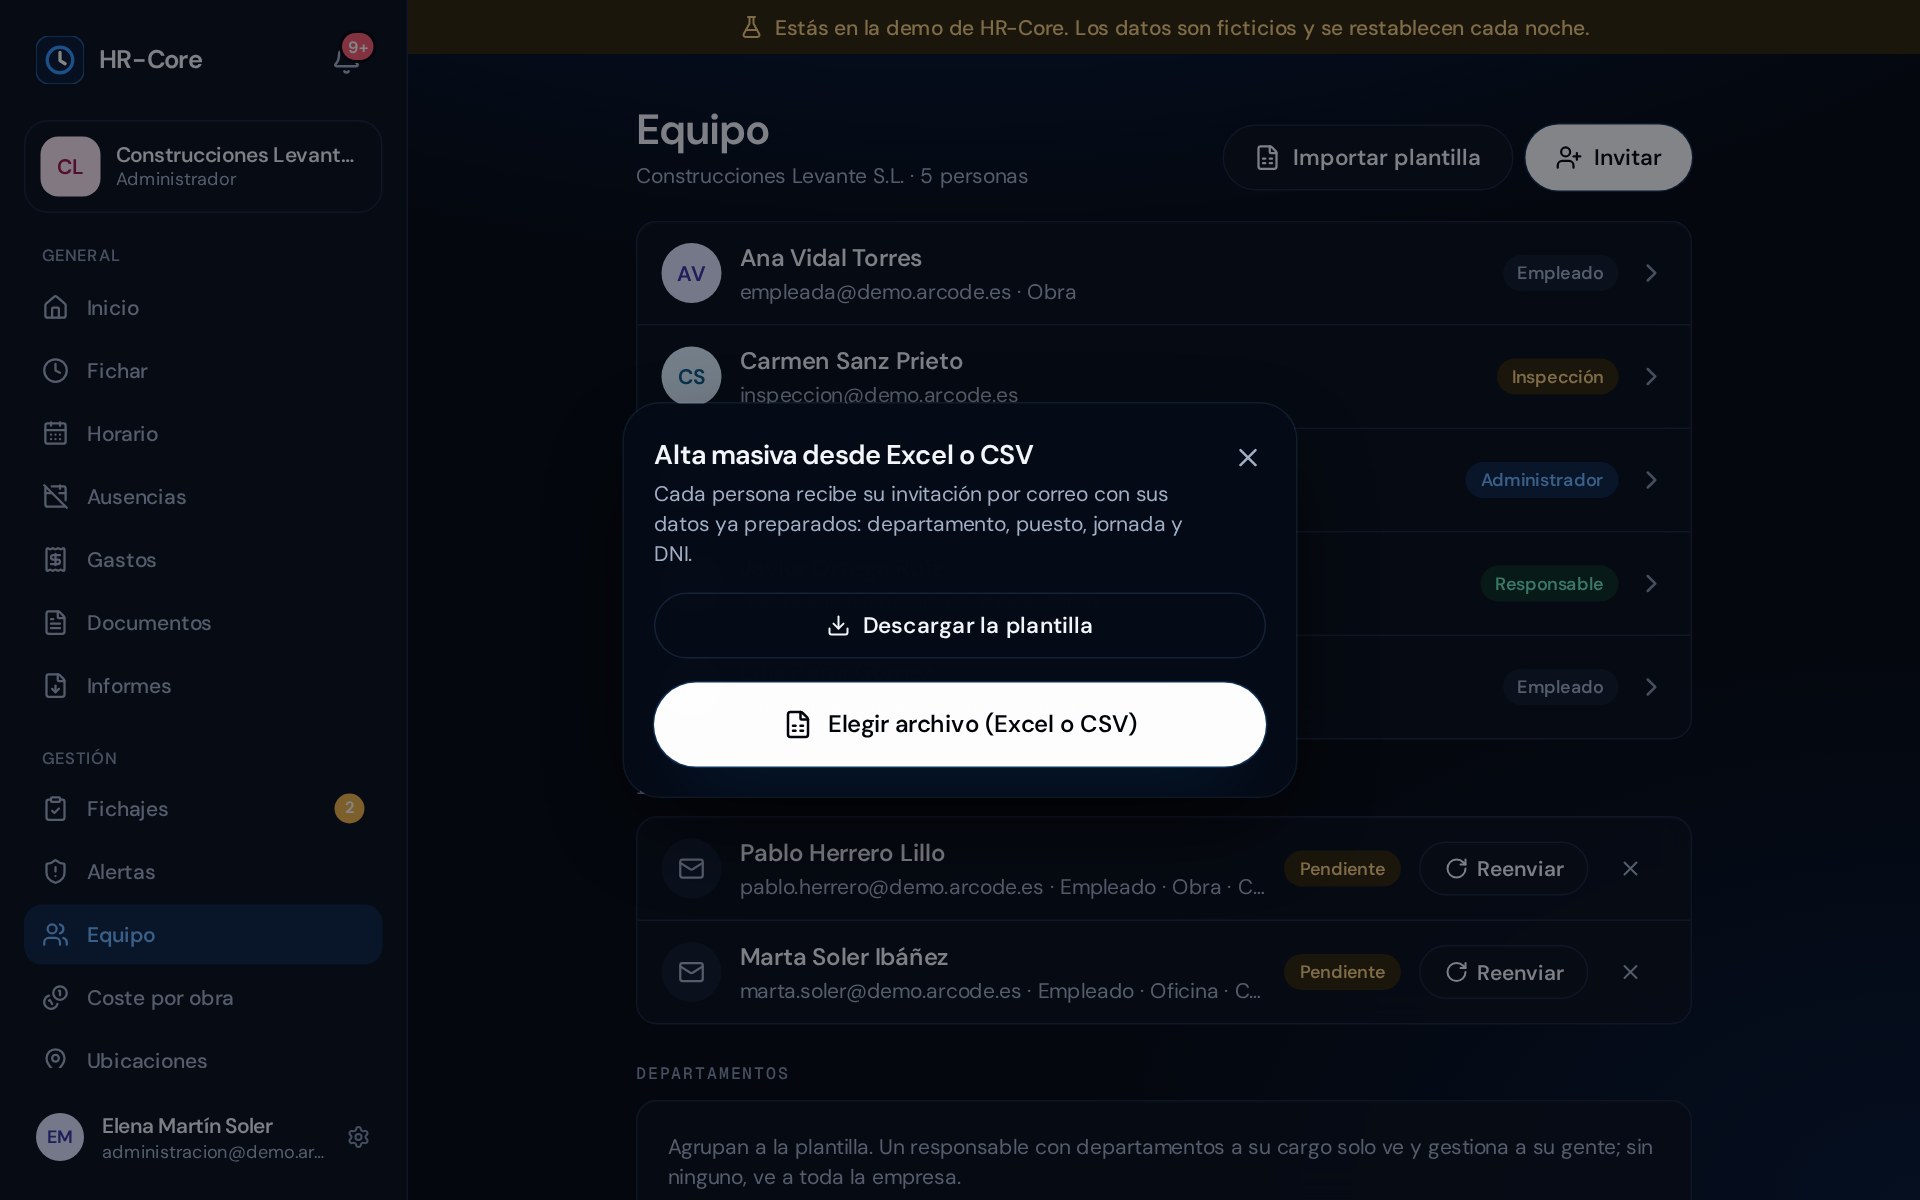 Estás en la demo de HR-Core. Los datos son ficticios y se restablecen cada noche.
HR-Core
9+
CL
Construcciones Levant...
Administrador
GENERAL
Inicio
Fichar
Horario
Ausencias
Gastos
Documentos
Informes
GESTIÓN
Fichajes
2
Alertas
Equipo
Coste por obra
Ubicaciones
EM
Elena Martín Soler
administracion@demo.ar...
Equipo
Construcciones Levante S.L. · 5 personas
Importar plantilla
Invitar
AV
Ana Vidal Torres
empleada@demo.arcode.es · Obra
Empleado
CS
Carmen Sanz Prieto
inspeccion@demo.arcode.es
Inspección
Administrador
Responsable
Empleado
Alta masiva desde Excel o CSV
Cada persona recibe su invitación por correo con sus
datos ya preparados: departamento, puesto, jornada y
DNI.
Descargar la plantilla
Elegir archivo (Excel o CSV)
Pablo Herrero Lillo
pablo.herrero@demo.arcode.es · Empleado · Obra · C...
Pendiente
Reenviar
Marta Soler Ibáñez
marta.soler@demo.arcode.es · Empleado · Oficina · C...
Pendiente
Reenviar
DEPARTAMENTOS
Agrupan a la plantilla. Un responsable con departamentos a su cargo solo ve y gestiona a su gente; sin
ninguno, ve a toda la empresa.